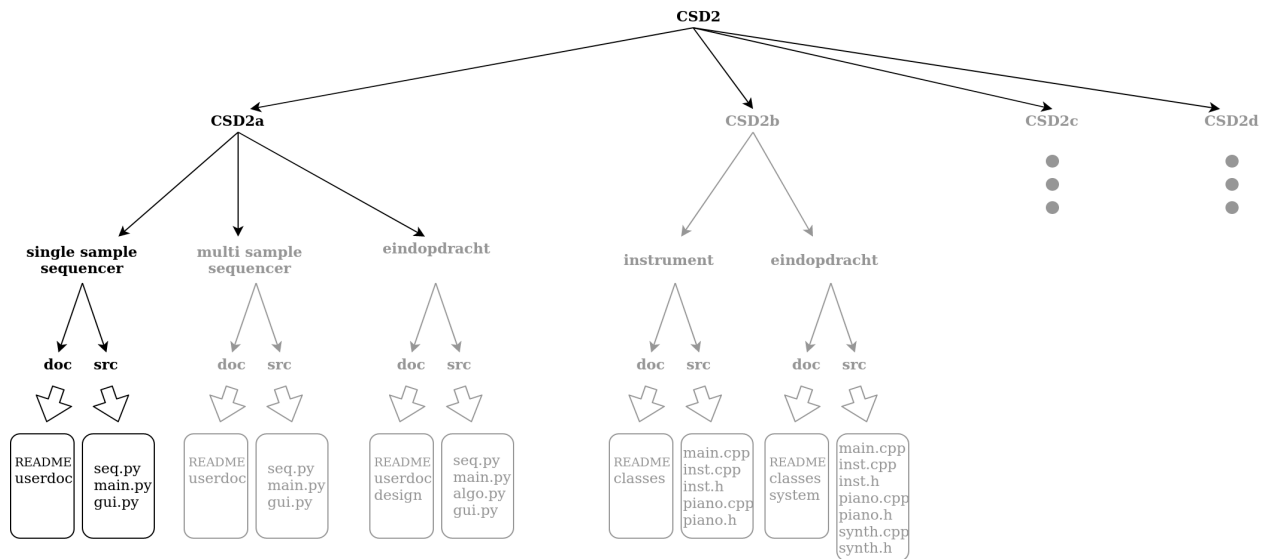 CSD2
CSD2a
CSD2b
CSD2c
CSD2d
single sample
sequencer
multi sample
sequencer
eindopdracht
instrument
eindopdracht
doc
src
doc
src
doc
src
doc
src
doc
src
README
userdoc
seq.py
main.py
gui.py
README
userdoc
seq.py
main.py
gui.py
README
userdoc
design
seq.py
main.py
algo.py
gui.py
README
classes
main.cpp
inst.cpp
inst.h
piano.cpp
piano.h
README
classes
system
main.cpp
inst.cpp
inst.h
piano.cpp
piano.h
synth.cpp
synth.h